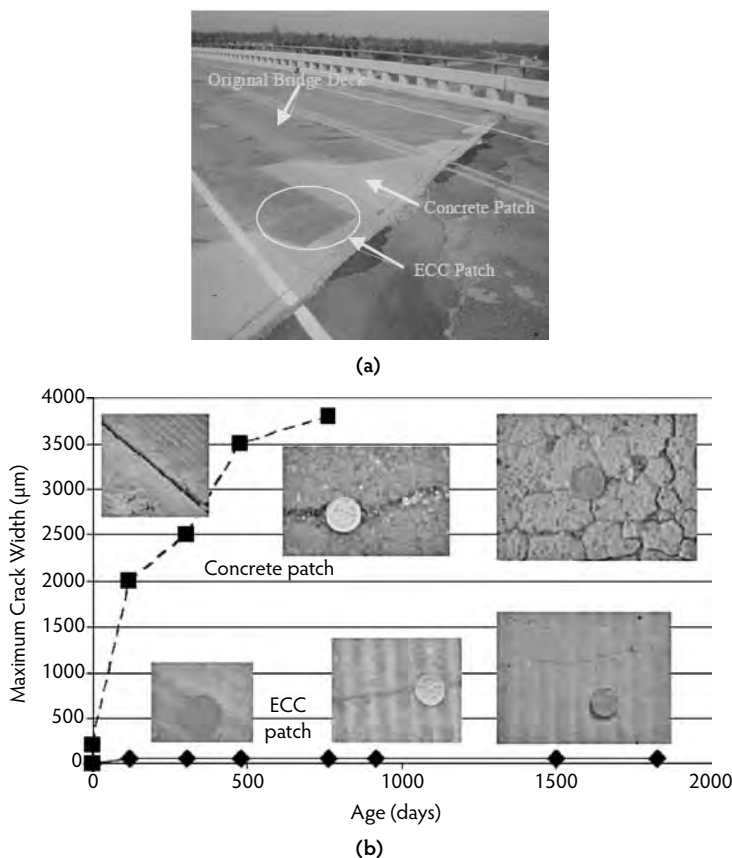 Original Bridge Deck
Concrete Patch
ECC Patch
(a)
4000
3500
3000
2500
2000
1500
1000
500
0
Maximum Crack Width (μm)
Concrete patch
ECC
patch
0 500 1000 1500 2000
Age (days)
(b)